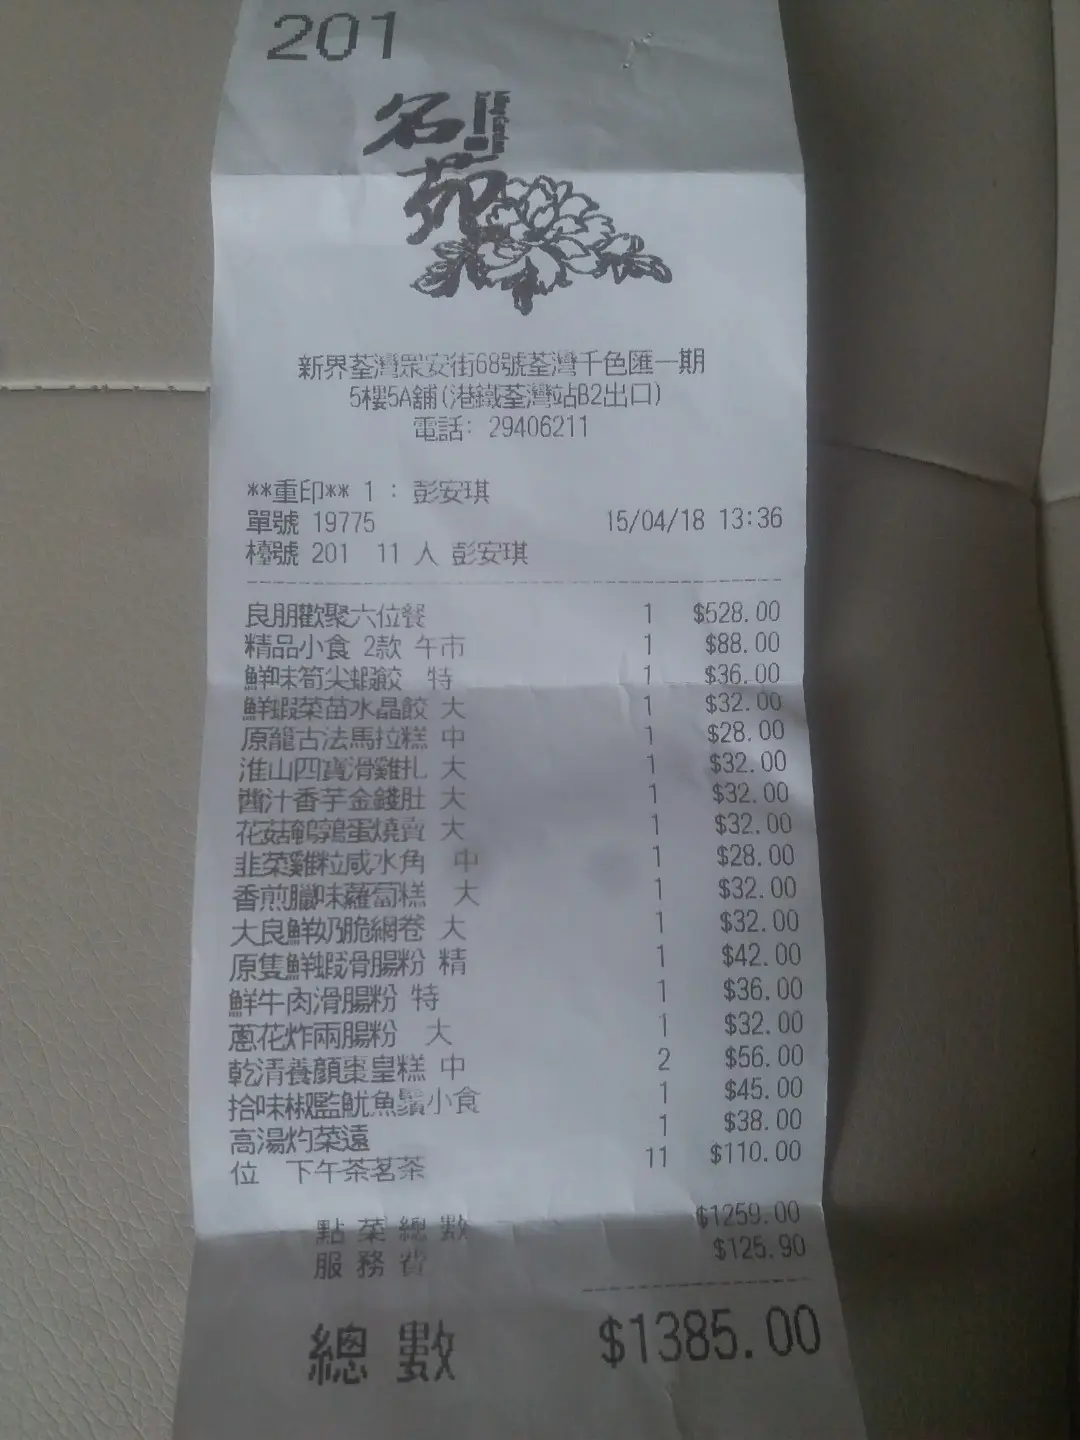 201
名苑
新界荃灣眾安街68號荃灣千色匯一期
5樓5A舖(港鐵荃灣站B2出口)
電話: 29406211
**重印** 1 : 彭安琪
單號 19775 15/04/18 13:36
檯號 201 11 人 彭安琪
良朋歡聚六位餐 1 $528.00
精品小食 2款 午市 1 $88.00
鮮味筍尖蝦餃 特 1 $36.00
鮮蝦菜苗水晶餃 大 1 $32.00
原籠古法馬拉糕 中 1 $28.00
淮山四寶滑雞扎 大 1 $32.00
醬汁香芋金錢肚 大 1 $32.00
花菇鵪鶉蛋燒賣 大 1 $32.00
韭菜雞粒咸水角 中 1 $28.00
香煎臘味蘿蔔糕 大 1 $32.00
大良鮮奶脆網卷 大 1 $32.00
原隻鮮蝦滑腸粉 精 1 $42.00
鮮牛肉滑腸粉 特 1 $36.00
蔥花炸兩腸粉 大 1 $32.00
乾清養顏棗皇糕 中 2 $56.00
拾味椒監魷魚鬚小食 1 $45.00
高湯灼菜遠 1 $38.00
位 下午茶茗茶 11 $110.00
點菜總數 $1259.00
服務費 $125.90
總數 $1385.00